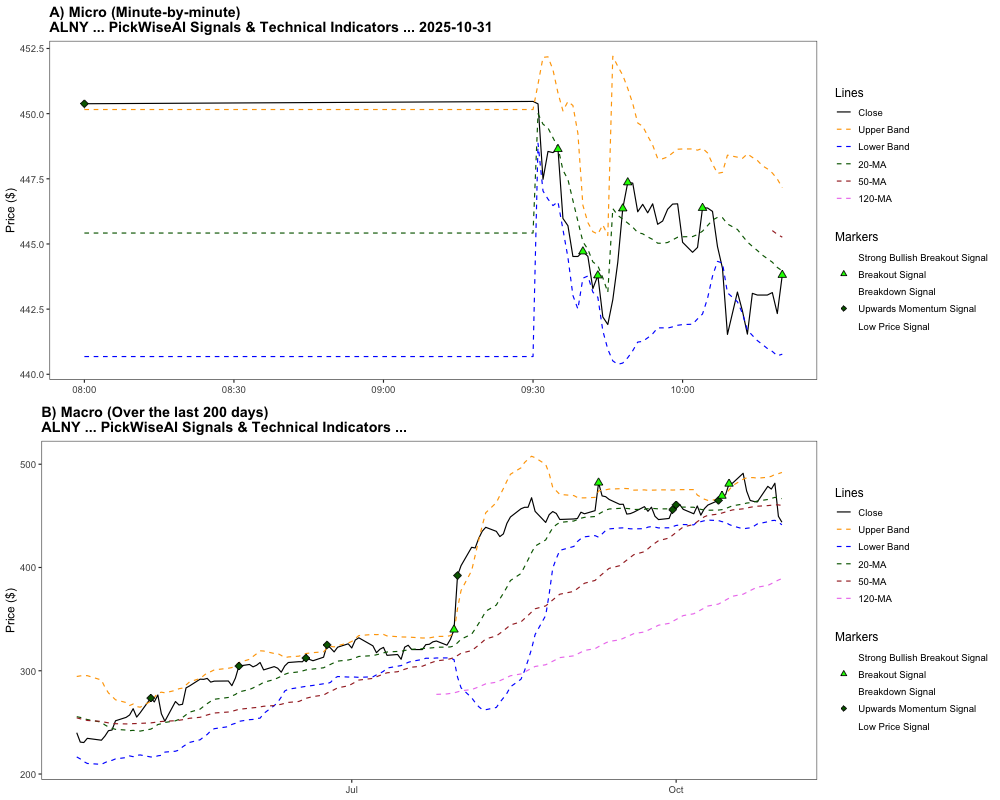 A) Micro (Minute-by-minute)
ALNY ... PickWiseAI Signals & Technical Indicators ... 2025-10-31
452.5
450.0
447.5
445.0
442.5
440.0
Price ($)
08:00
08:30
09:00
09:30
10:00
Lines
Close
Upper Band
Lower Band
20-MA
50-MA
120-MA
Markers
Strong Bullish Breakout Signal
Breakout Signal
Breakdown Signal
Upwards Momentum Signal
Low Price Signal
B) Macro (Over the last 200 days)
ALNY ... PickWiseAI Signals & Technical Indicators ...
500
400
300
200
Price ($)
Jul
Oct
Lines
Close
Upper Band
Lower Band
20-MA
50-MA
120-MA
Markers
Strong Bullish Breakout Signal
Breakout Signal
Breakdown Signal
Upwards Momentum Signal
Low Price Signal